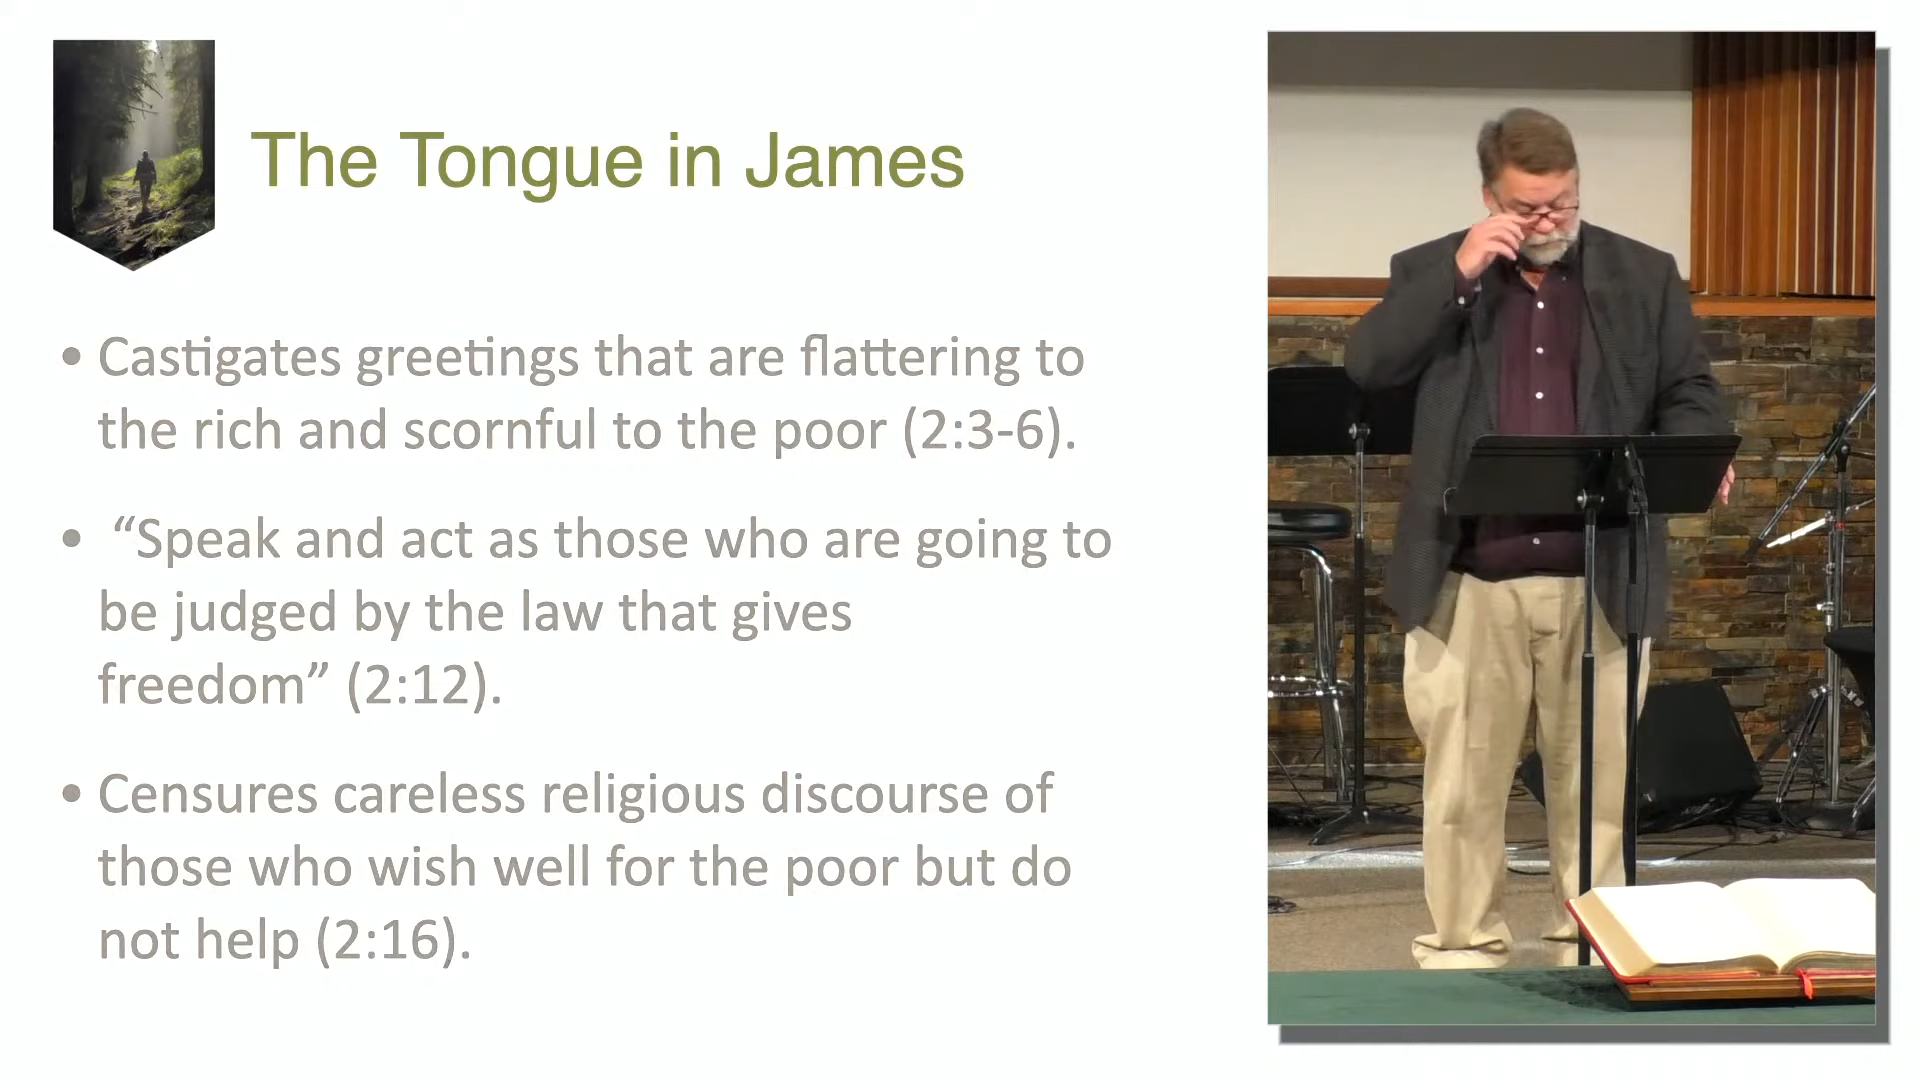 The Tongue in James
• Castigates greetings that are flattering to
the rich and scornful to the poor (2:3-6).
• “Speak and act as those who are going to
be judged by the law that gives
freedom” (2:12).
• Censures careless religious discourse of
those who wish well for the poor but do
not help (2:16).